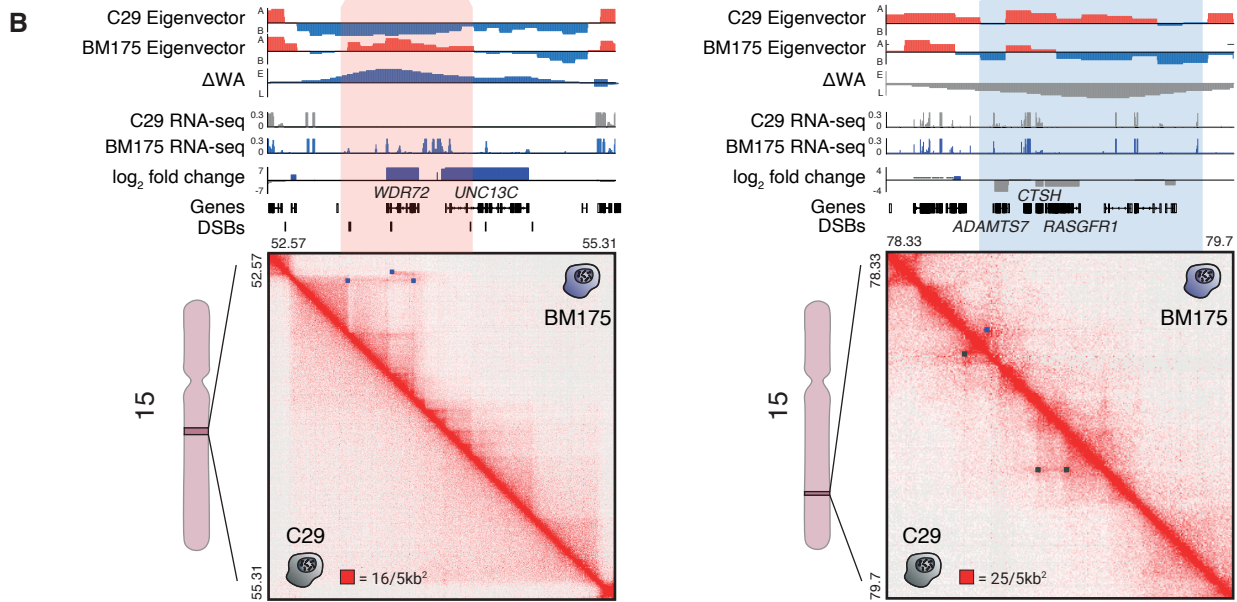 B
C29 Eigenvector
A
B
BM175 Eigenvector
A
B
ΔWA
E
L
C29 RNA-seq
0.3
0
BM175 RNA-seq
0.3
0
log2 fold change
7
-7
WDR72 UNC13C
Genes
DSBs
52.57 55.31
52.57
BM175
15
C29
= 16/5kb²
55.31
C29 Eigenvector
A
B
BM175 Eigenvector
A
B
ΔWA
E
L
C29 RNA-seq
0.3
0
BM175 RNA-seq
0.3
0
log2 fold change
4
-4
CTSH
Genes
DSBs
ADAMTS7 RASGFR1
78.33 79.7
78.33
BM175
15
C29
= 25/5kb²
79.7